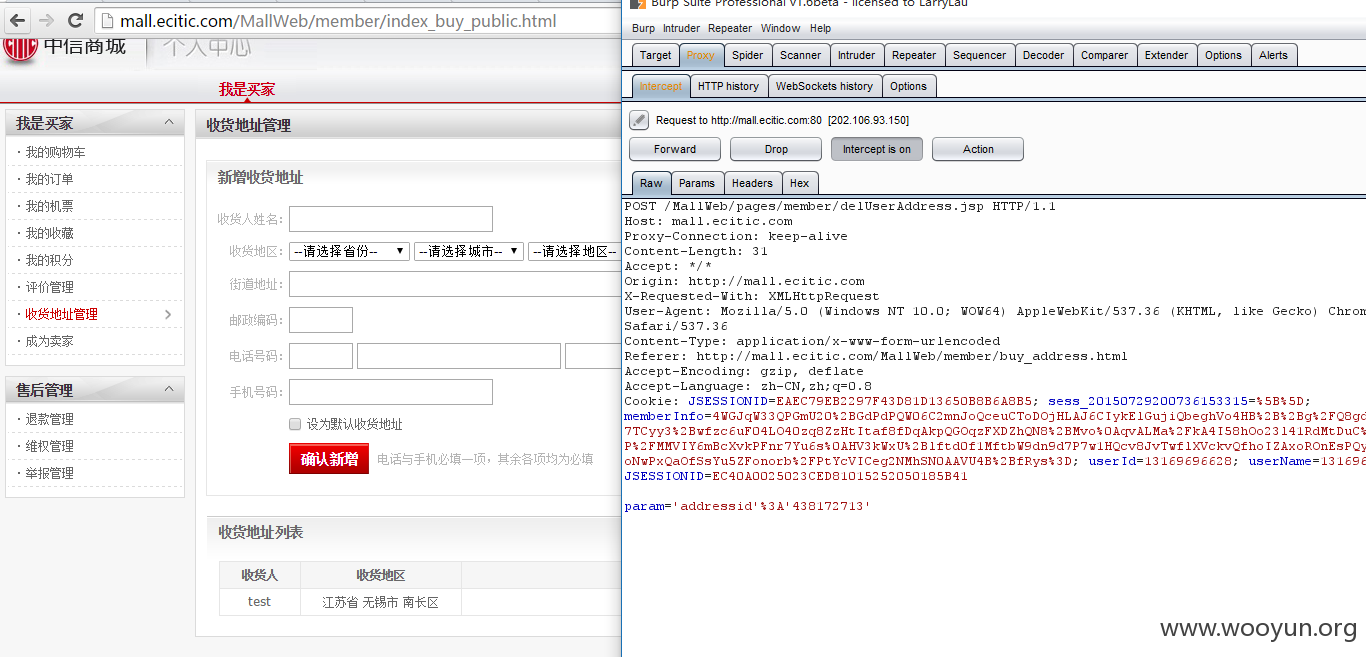 mall.ecitic.com/MallWeb/member/index_buy_public.html
中信商城 个人中心
我是买家
我是买家
· 我的购物车
· 我的订单
· 我的机票
· 我的收藏
· 我的积分
· 评价管理
· 收货地址管理
· 成为卖家
售后管理
· 退款管理
· 维权管理
· 举报管理
收货地址管理
新增收货地址
收货人姓名:
收货地区: --请选择省份-- --请选择城市-- --请选择地区--
街道地址:
邮政编码:
电话号码:
手机号码:
设为默认收货地址
确认新增 电话与手机必填一项，其余各项均为必填
收货地址列表
收货人 收货地区
test 江苏省 无锡市 南长区
Burp Suite Professional v1.6beta - licensed to LarryLau
Burp Intruder Repeater Window Help
Target Proxy Spider Scanner Intruder Repeater Sequencer Decoder Comparer Extender Options Alerts
Intercept HTTP history WebSockets history Options
Request to http://mall.ecitic.com:80 [202.106.93.150]
Forward Drop Intercept is on Action
Raw Params Headers Hex
POST /MallWeb/pages/member/delUserAddress.jsp HTTP/1.1
Host: mall.ecitic.com
Proxy-Connection: keep-alive
Content-Length: 31
Accept: */*
Origin: http://mall.ecitic.com
X-Requested-With: XMLHttpRequest
User-Agent: Mozilla/5.0 (Windows NT 10.0; WOW64) AppleWebKit/537.36 (KHTML, like Gecko) Chrom
Safari/537.36
Content-Type: application/x-www-form-urlencoded
Referer: http://mall.ecitic.com/MallWeb/member/buy_address.html
Accept-Encoding: gzip, deflate
Accept-Language: zh-CN,zh;q=0.8
Cookie: JSESSIONID=EAEC79EB2297F43D81D13650B8B6A8B5; sess_20150729200736153315=%5B%5D;
memberInfo=
userId=13169696628; userName=131696
JSESSIONID=EC40A0025023CED81015252050185B41
param='addressid'%3A'438172713'
www.wooyun.org